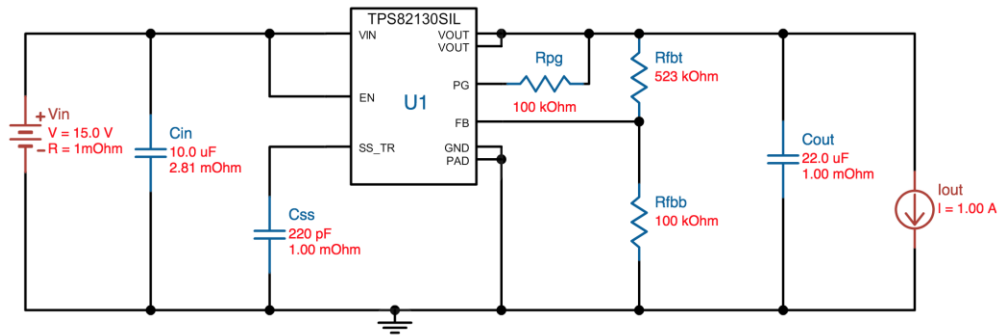 TPS82130SIL
VIN
VOUT
VOUT
EN
PG
U1
FB
SS_TR
GND
PAD
+ Vin
V = 15.0 V
R = 1mOhm
-
Cin
10.0 uF
2.81 mOhm
Css
220 pF
1.00 mOhm
Rpg
100 kOhm
Rfbt
523 kOhm
Rfbb
100 kOhm
Cout
22.0 uF
1.00 mOhm
Iout
I = 1.00 A